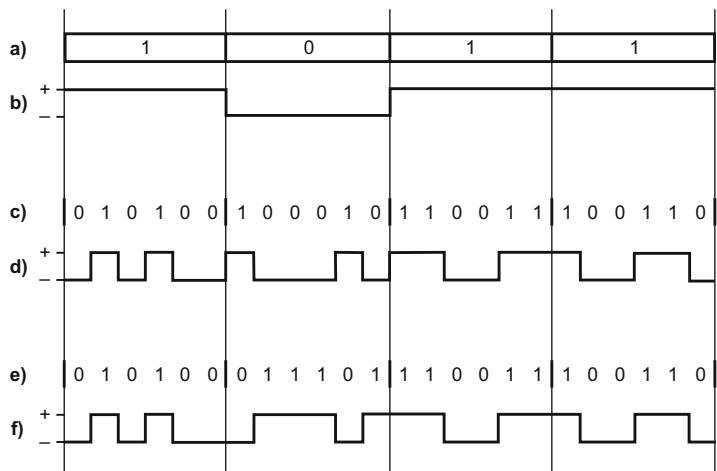 a) 1 0 1 1
+
b) –
c) 0 1 0 1 0 0 1 0 0 0 1 0 1 1 0 0 1 1 1 0 0 1 1 0
+
d) –
e) 0 1 0 1 0 0 0 1 1 1 0 1 1 1 0 0 1 1 1 0 0 1 1 0
+
f) –